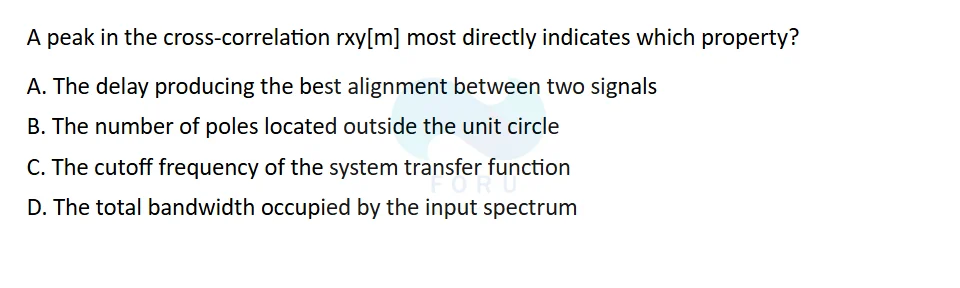 A peak in the cross-correlation rxy[m] most directly indicates which property?
A. The delay producing the best alignment between two signals
B. The number of poles located outside the unit circle
C. The cutoff frequency of the system transfer function
FORU
D. The total bandwidth occupied by the input spectrum